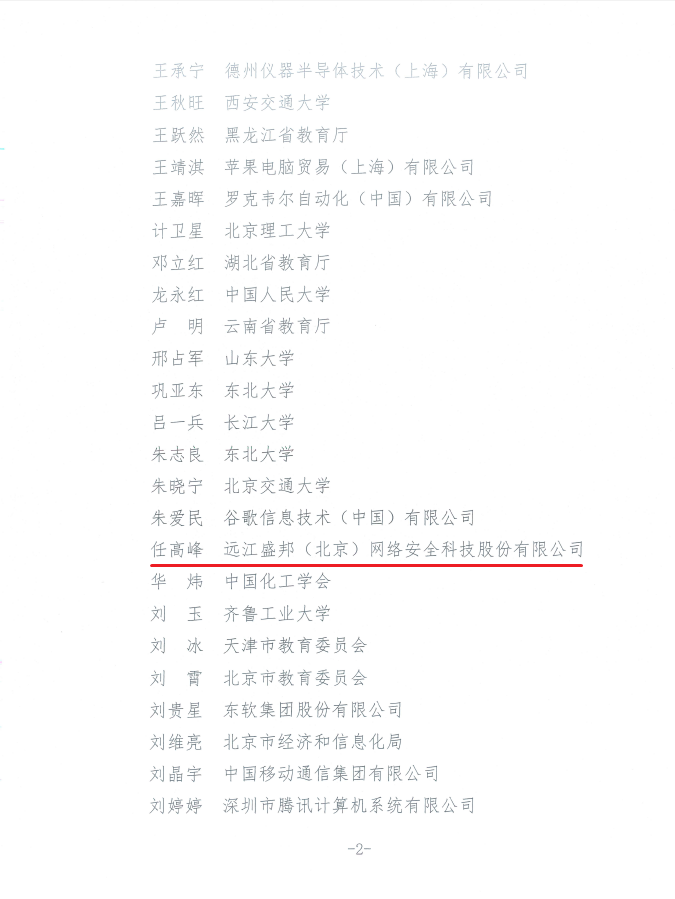 王承宁 德州仪器半导体技术（上海）有限公司
王秋旺 西安交通大学
王跃然 黑龙江省教育厅
王靖淇 苹果电脑贸易（上海）有限公司
王嘉晖 罗克韦尔自动化（中国）有限公司
计卫星 北京理工大学
邓立红 湖北省教育厅
龙永红 中国人民大学
卢　明 云南省教育厅
邢占军 山东大学
巩亚东 东北大学
吕一兵 长江大学
朱志良 东北大学
朱晓宁 北京交通大学
朱爱民 谷歌信息技术（中国）有限公司
任高峰 远江盛邦（北京）网络安全科技股份有限公司
华　炜 中国化工学会
刘　玉 齐鲁工业大学
刘　冰 天津市教育委员会
刘　霄 北京市教育委员会
刘贵星 东软集团股份有限公司
刘维亮 北京市经济和信息化局
刘晶宇 中国移动通信集团有限公司
刘婷婷 深圳市腾讯计算机系统有限公司
-2-